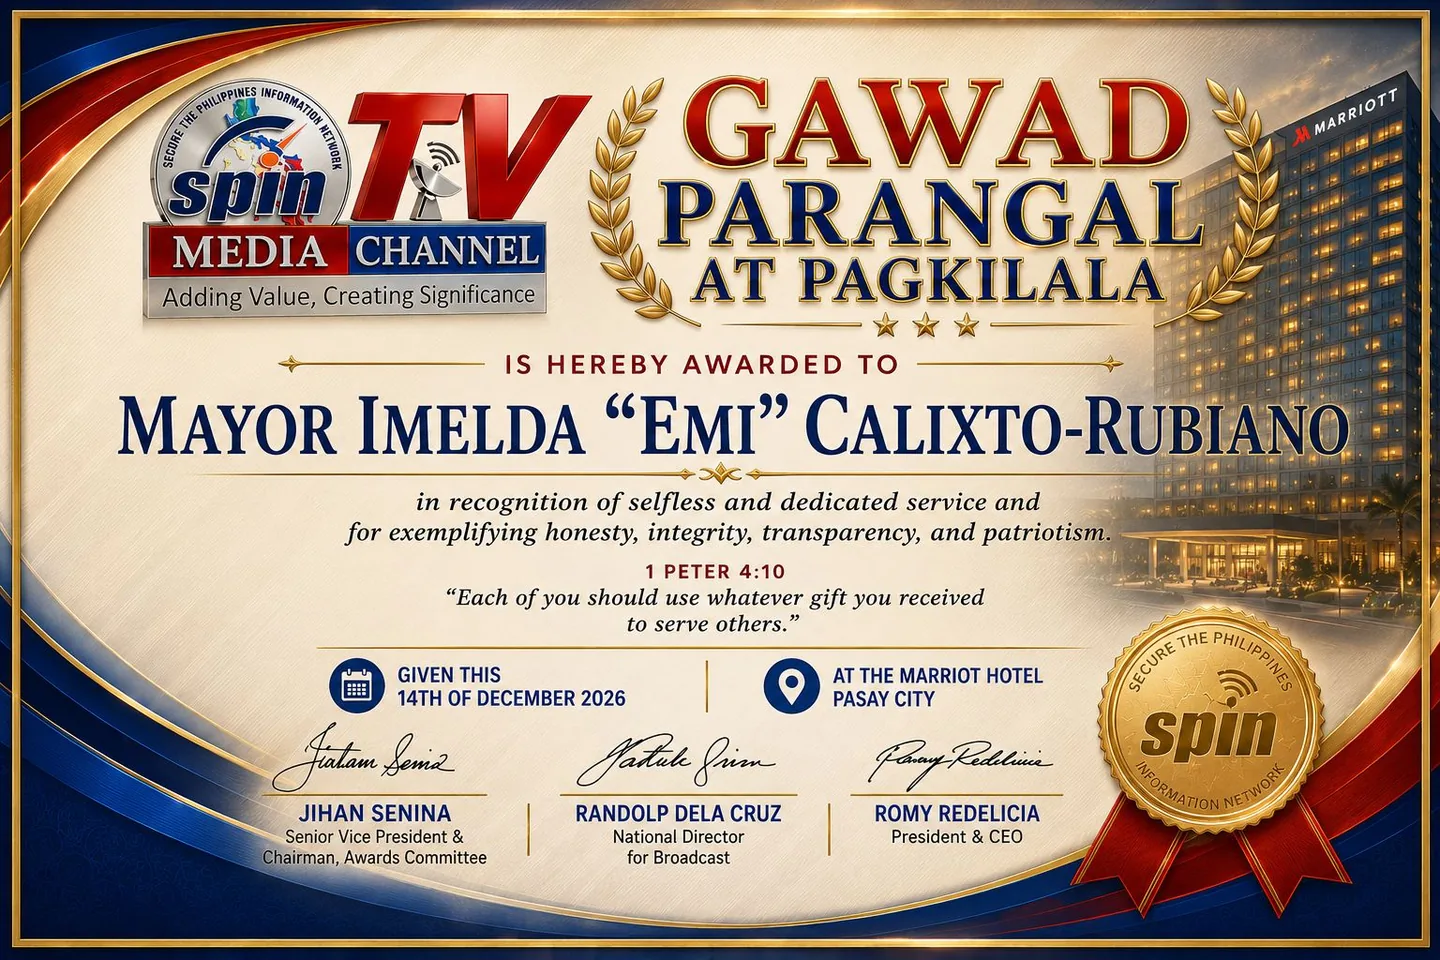 SECURE THE PHILIPPINES INFORMATION NETWORK
spin
TV
MEDIA CHANNEL
Adding Value, Creating Significance
GAWAD
PARANGAL
AT PAGKILALA
MARRIOTT
IS HEREBY AWARDED TO
MAYOR IMELDA “EMI” CALIXTO-RUBIANO
in recognition of selfless and dedicated service and
for exemplifying honesty, integrity, transparency, and patriotism.
1 PETER 4:10
“Each of you should use whatever gift you received
to serve others.”
GIVEN THIS
14TH OF DECEMBER 2026
AT THE MARRIOT HOTEL
PASAY CITY
JIHAN SENINA
Senior Vice President &
Chairman, Awards Committee
RANDOLP DELA CRUZ
National Director
for Broadcast
ROMY REDELICIA
President & CEO
SECURE THE PHILIPPINES
spin
INFORMATION NETWORK